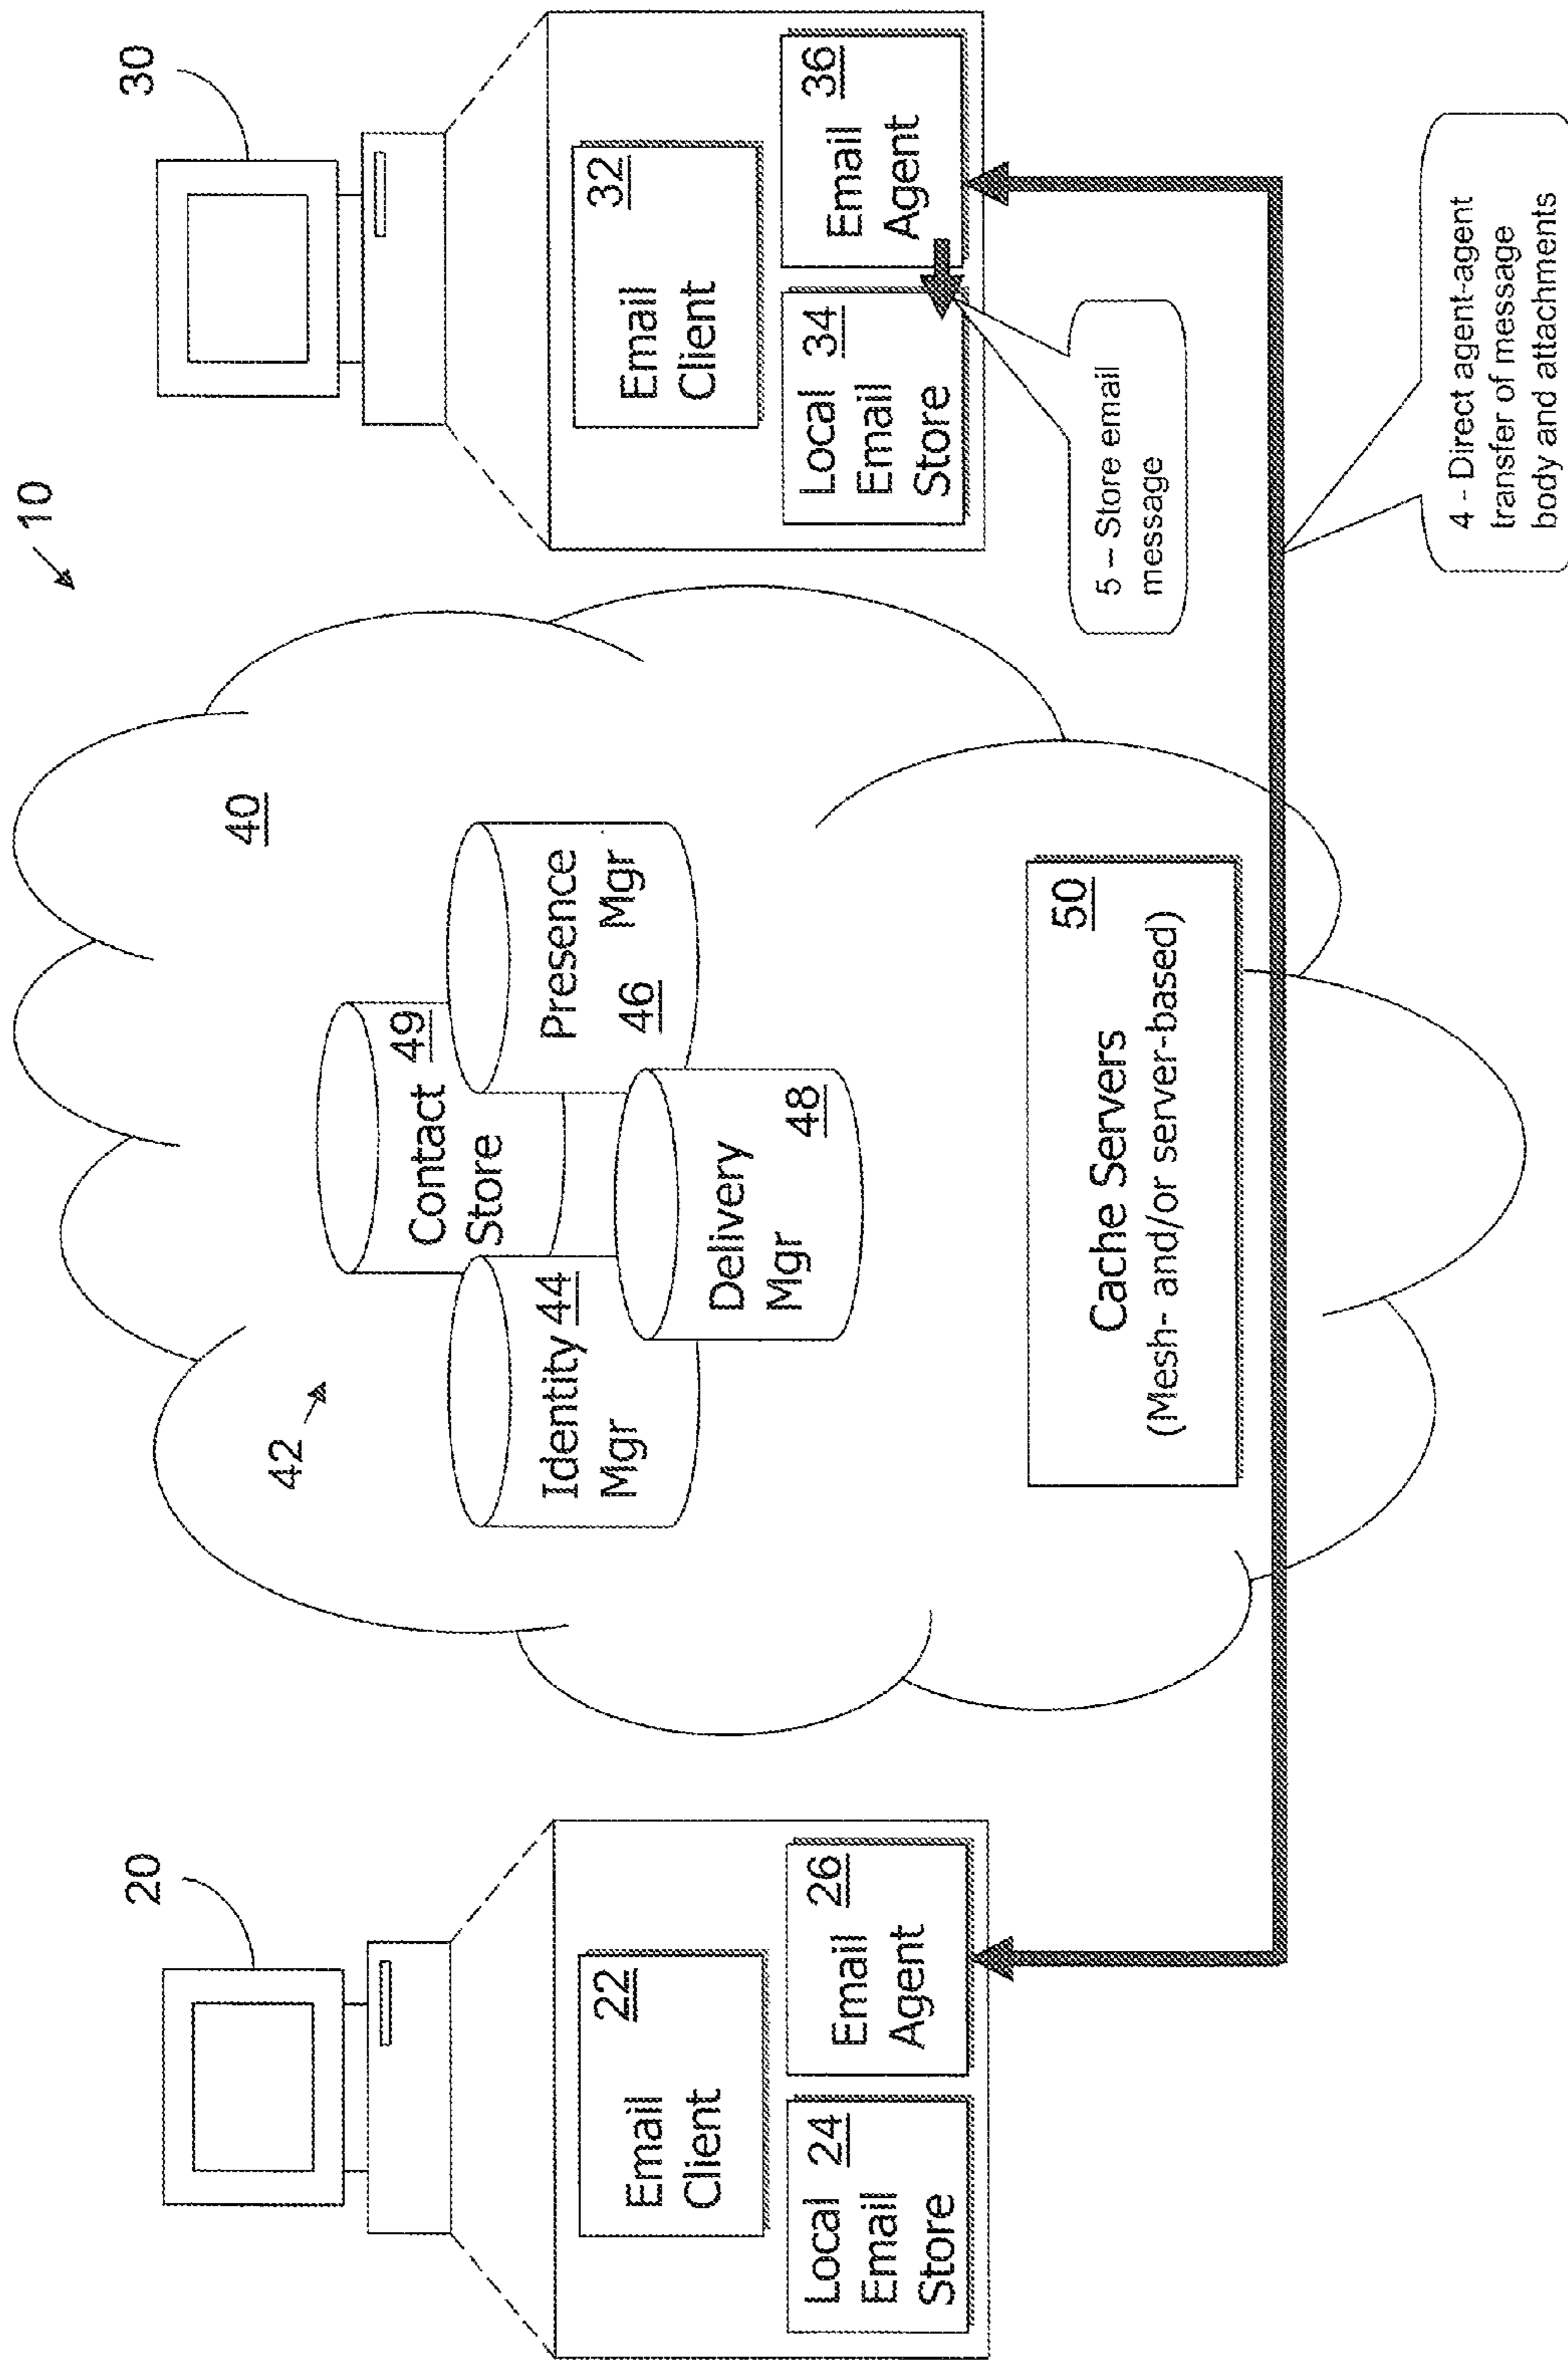 10
20
Email
Client
22
Local
Email
Store
24
Email
Agent
26
42
40
Identity
Mgr
44
Contact
Store
49
Presence
Mgr
46
Delivery
Mgr
48
Cache Servers
50
(Mesh- and/or server-based)
30
Email
Client
32
Local
Email
Store
34
Email
Agent
36
5 – Store email
message
4 - Direct agent-agent
transfer of message
body and attachments